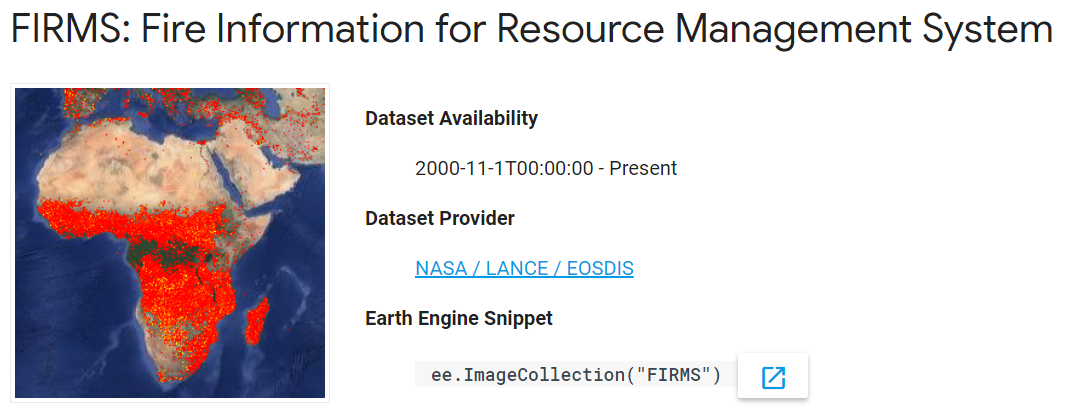 FIRMS: Fire Information for Resource Management System
Dataset Availability
2000-11-1T00:00:00 - Present
Dataset Provider
NASA / LANCE / EOSDIS
Earth Engine Snippet
ee.ImageCollection("FIRMS")